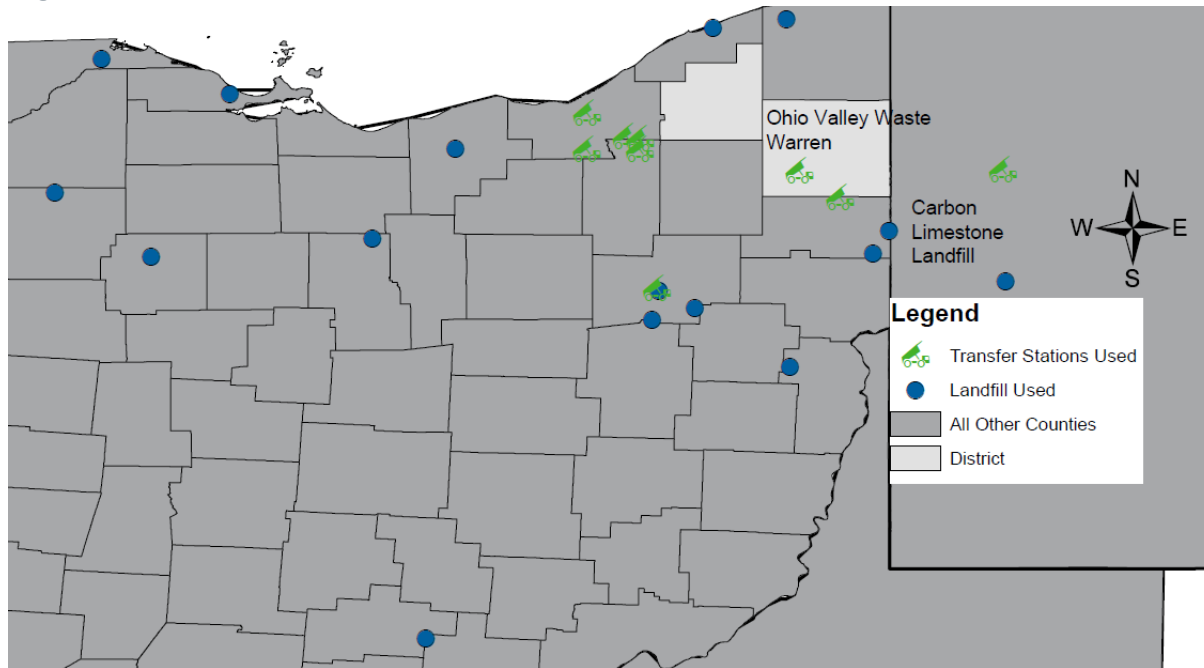 Ohio Valley Waste
Warren
Carbon
Limestone
Landfill
N
W
E
S
Legend
Transfer Stations Used
Landfill Used
All Other Counties
District